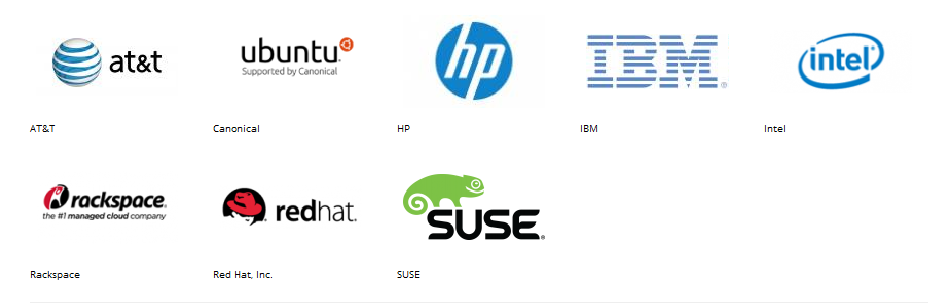 at&t
ubuntu
Supported by Canonical
hp
IBM®
intel®
AT&T
Canonical
HP
IBM
Intel
rackspace.
the #1 managed cloud company
redhat.
SUSE®
Rackspace
Red Hat, Inc.
SUSE